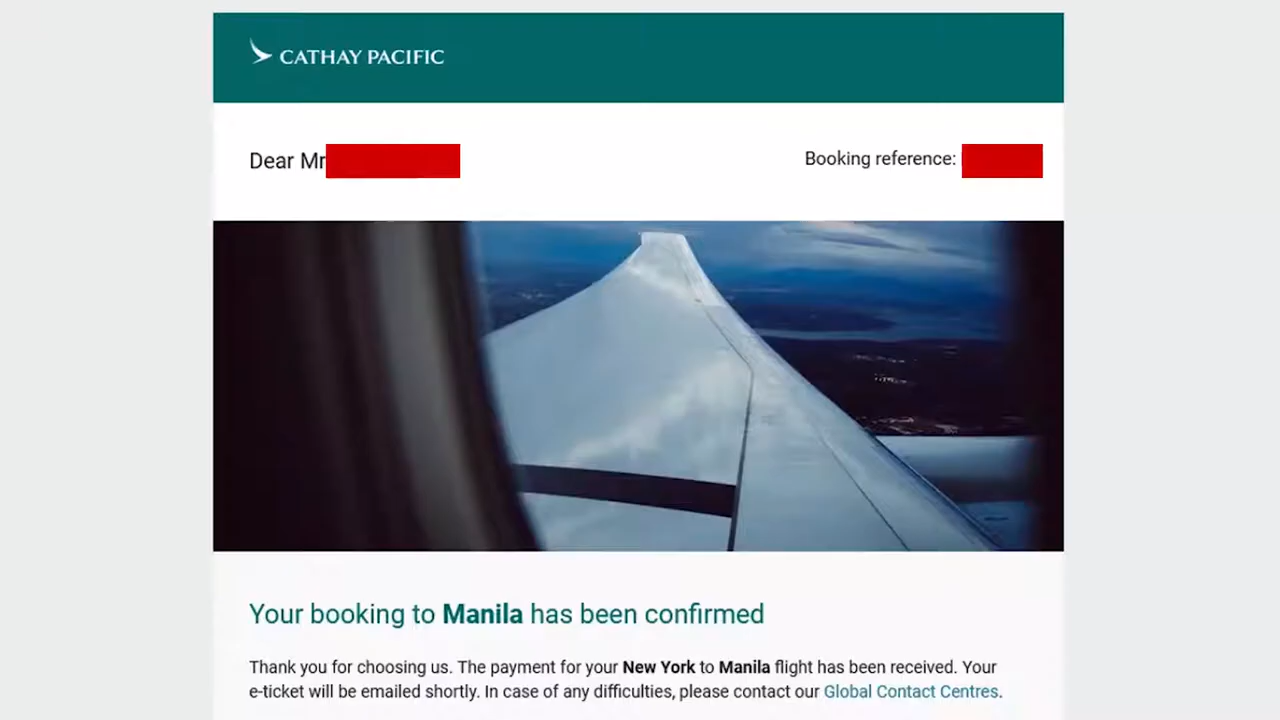 CATHAY PACIFIC
Dear Mr
Booking reference:
Your booking to Manila has been confirmed
Thank you for choosing us. The payment for your New York to Manila flight has been received. Your
e-ticket will be emailed shortly. In case of any difficulties, please contact our Global Contact Centres.